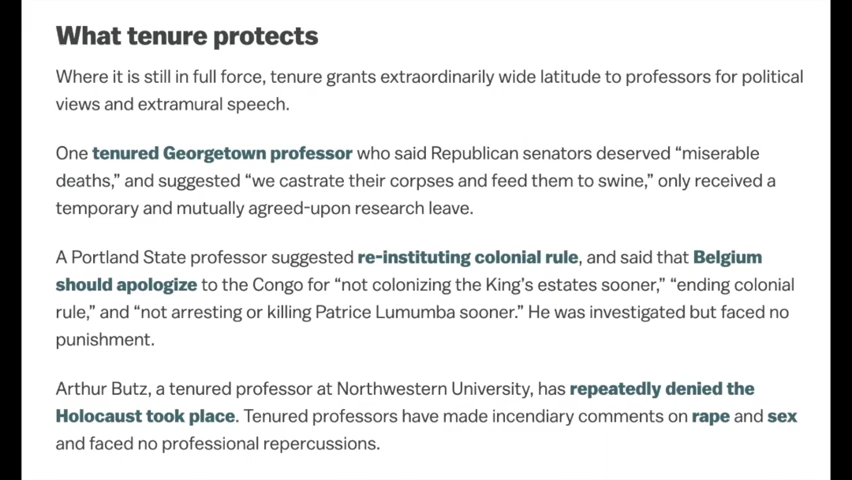 What tenure protects
Where it is still in full force, tenure grants extraordinarily wide latitude to professors for political
views and extramural speech.
One tenured Georgetown professor who said Republican senators deserved “miserable
deaths,” and suggested “we castrate their corpses and feed them to swine,” only received a
temporary and mutually agreed-upon research leave.
A Portland State professor suggested re-instituting colonial rule, and said that Belgium
should apologize to the Congo for “not colonizing the King’s estates sooner,” “ending colonial
rule,” and “not arresting or killing Patrice Lumumba sooner.” He was investigated but faced no
punishment.
Arthur Butz, a tenured professor at Northwestern University, has repeatedly denied the
Holocaust took place. Tenured professors have made incendiary comments on rape and sex
and faced no professional repercussions.